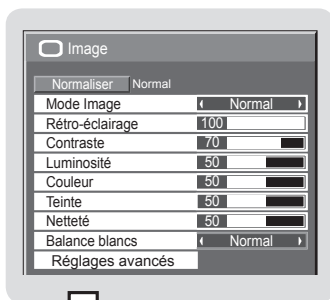 Image
Normaliser Normal
Mode Image Normal
Rétro-éclairage 100
Contraste 70
Luminosité 50
Couleur 50
Teinte 50
Netteté 50
Balance blancs Normal
Réglages avancés